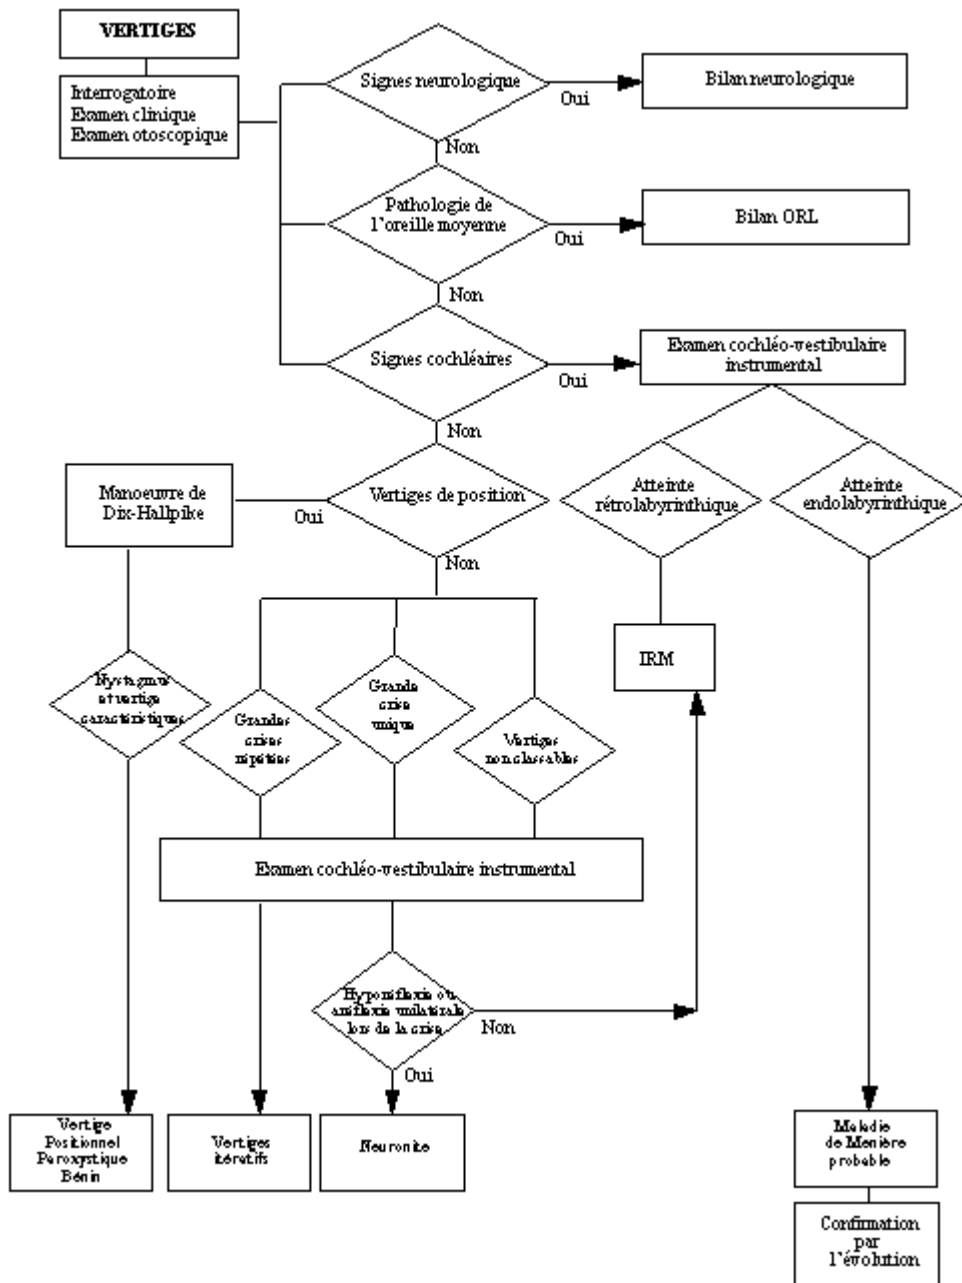 VERTIGES
Interrogatoire
Examen clinique
Examen otoscopique
Signes neurologique
Oui
Bilan neurologique
Non
Pathologie de
l'oreille moyenne
Oui
Bilan ORL
Non
Signes cochléaires
Oui
Examen cochléo-vestibulaire
instrumental
Non
Vertiges de position
Oui
Manoeuvre de
Dix-Hallpike
Atteinte
rétrolabyrinthique
Atteinte
endolabyrinthique
Non
IRM
Nystagmus
et vertige
caractéristiques
Grandes
crises
répétées
Grande
crise
unique
Vertiges
non classables
Examen cochléo-vestibulaire instrumental
Hyporéflexie ou
aréflexie unilatérale
lors de la crise
Non
Oui
Vertige
Positionnel
Paroxystique
Bénin
Vertiges
itératifs
Neuronite
Maladie
de Menière
probable
Confirmation
par
l'évolution